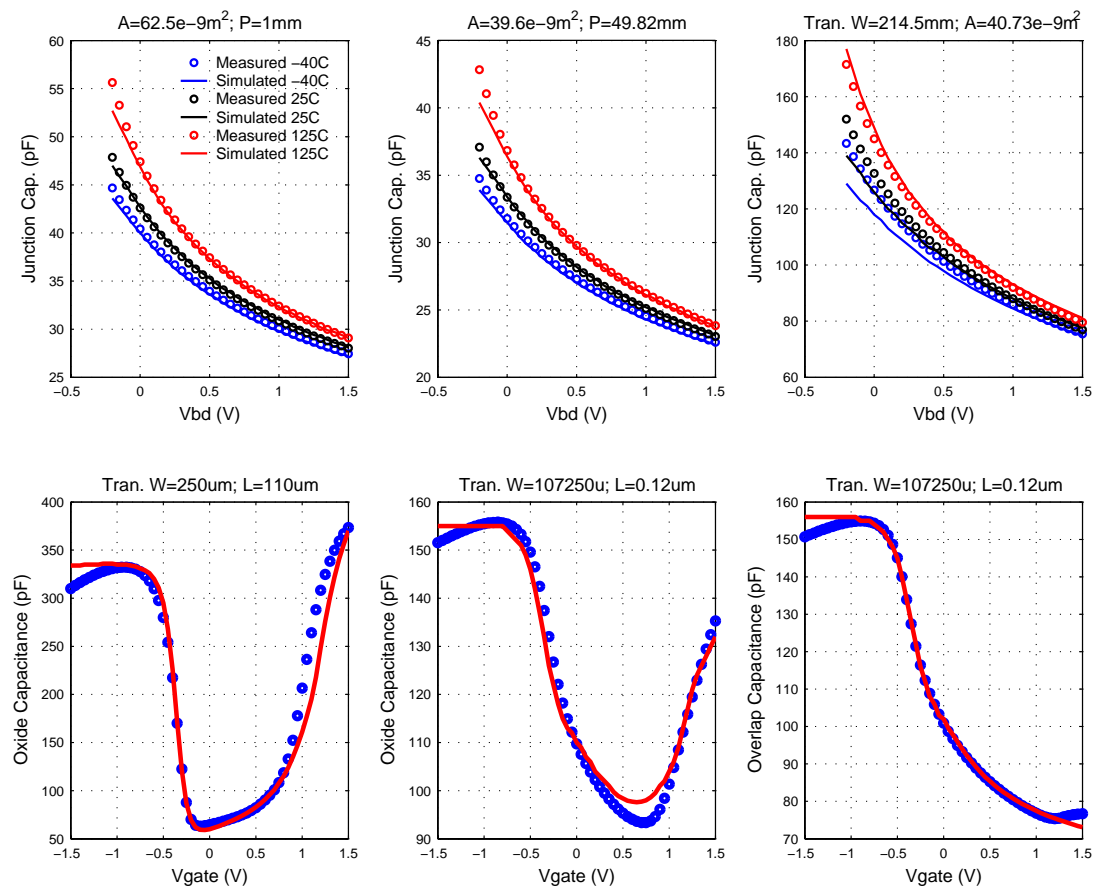 A=62.5e−9m²; P=1mm
55
50
45
40
35
30
25
60
Junction Cap. (pF)
Measured −40C
Simulated −40C
Measured 25C
Simulated 25C
Measured 125C
Simulated 125C
−0.5 0 0.5 1 1.5
Vbd (V)
A=39.6e−9m²; P=49.82mm
45
40
35
30
25
20
Junction Cap. (pF)
−0.5 0 0.5 1 1.5
Vbd (V)
Tran. W=214.5mm; A=40.73e−9m²
180
160
140
120
100
80
60
Junction Cap. (pF)
−0.5 0 0.5 1 1.5
Vbd (V)
Tran. W=250um; L=110um
400
350
300
250
200
150
100
50
Oxide Capacitance (pF)
−1.5 −1 −0.5 0 0.5 1 1.5
Vgate (V)
Tran. W=107250u; L=0.12um
160
150
140
130
120
110
100
90
Oxide Capacitance (pF)
−1.5 −1 −0.5 0 0.5 1 1.5
Vgate (V)
Tran. W=107250u; L=0.12um
160
150
140
130
120
110
100
90
80
70
Overlap Capacitance (pF)
−1.5 −1 −0.5 0 0.5 1 1.5
Vgate (V)